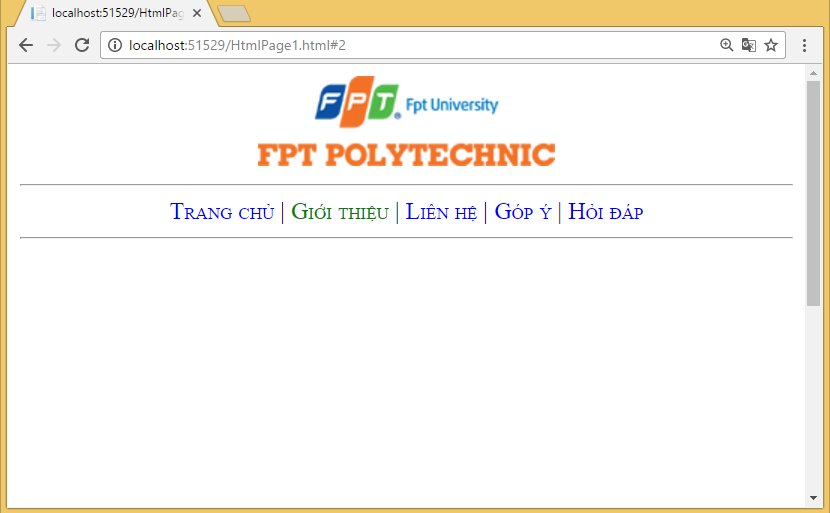 localhost:51529/HtmlPag
localhost:51529/HtmlPage1.html#2
FPT Fpt University
FPT POLYTECHNIC
Trang chủ | Giới thiệu | Liên hệ | Góp ý | Hỏi đáp